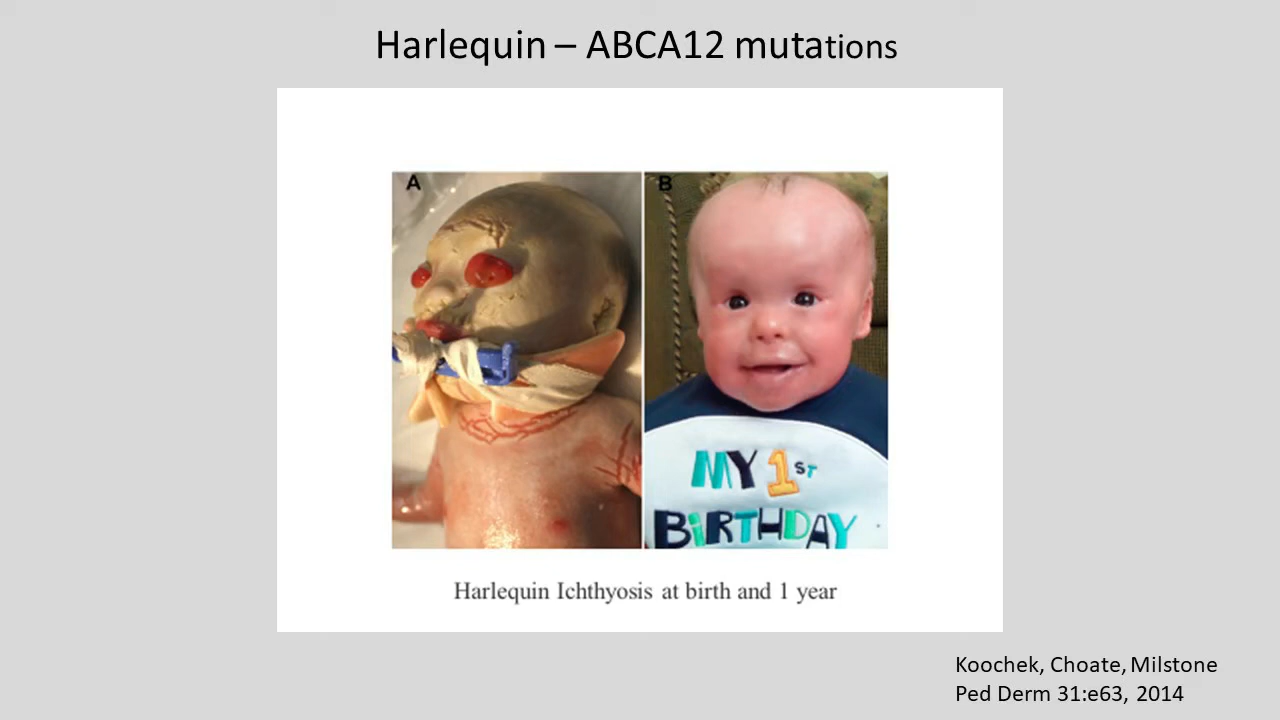 Harlequin – ABCA12 mutations
A
B
MY 1ST
BiRTHDAY
Harlequin Ichthyosis at birth and 1 year
Koochek, Choate, Milstone
Ped Derm 31:e63, 2014